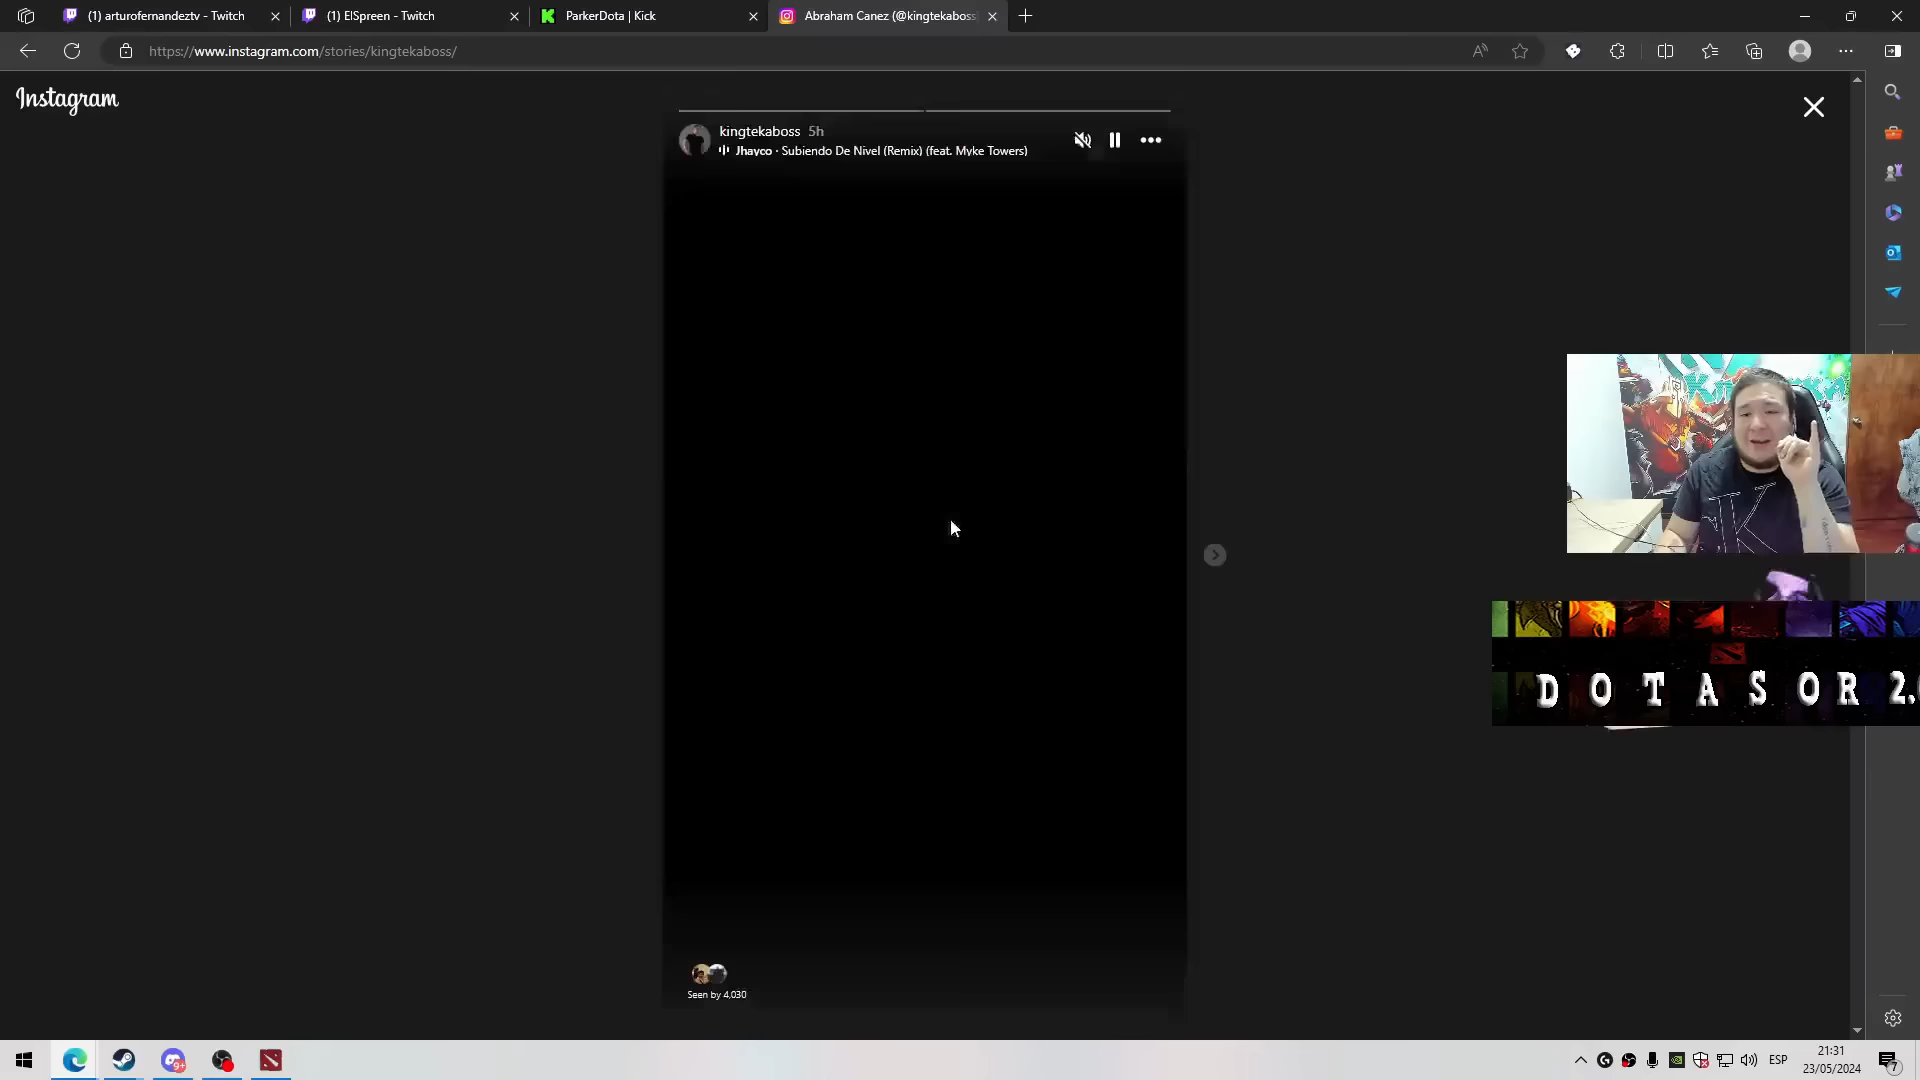 (1) arturofernandeztv - Twitch
(1) ElSpreen - Twitch
ParkerDota | Kick
Abraham Canez (@kingtekaboss
https://www.instagram.com/stories/kingtekaboss/
Instagram
kingtekaboss 5h
Jhayco · Subiendo De Nivel (Remix) (feat. Myke Towers)
DOTASOR 2.
Seen by 4,030
ESP
21:31
23/05/2024
7